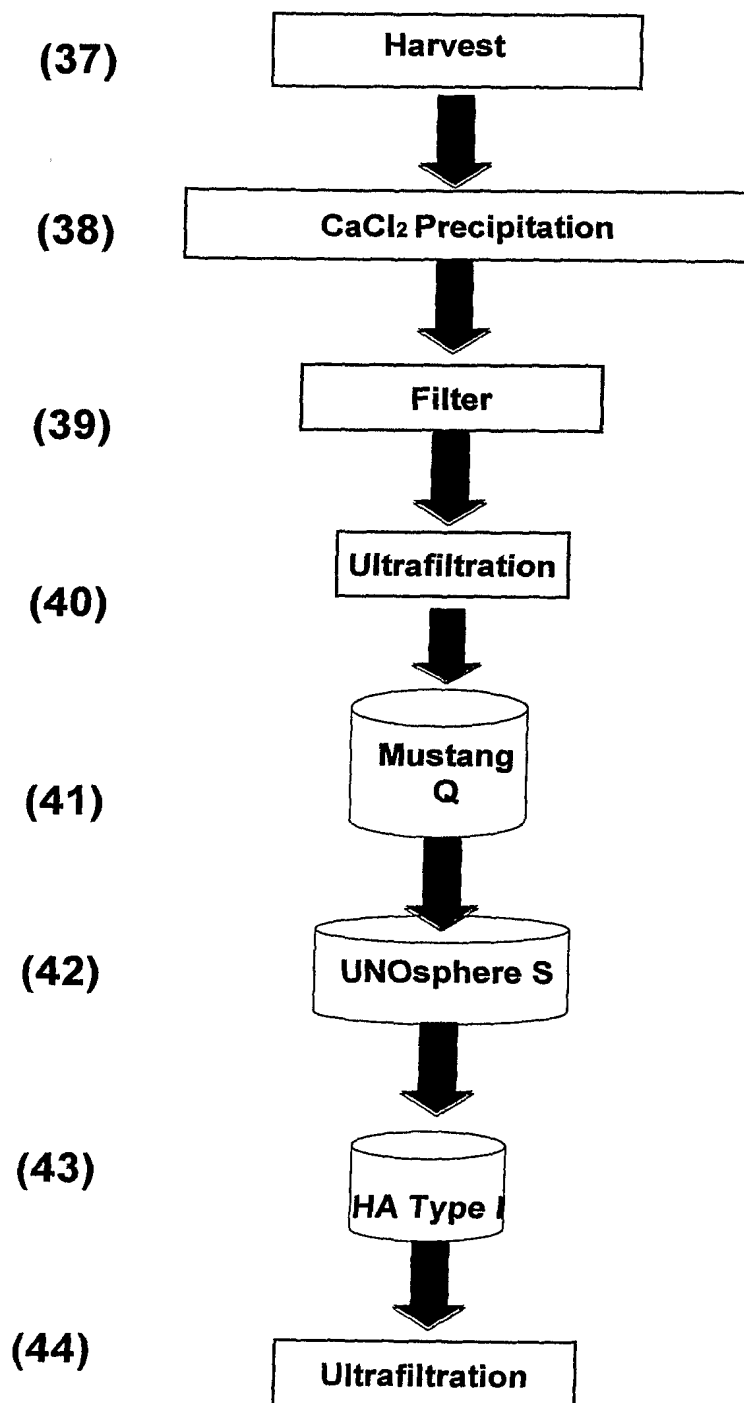 (37) Harvest
(38) CaCl₂ Precipitation
(39) Filter
(40) Ultrafiltration
(41) Mustang
Q
(42) UNOsphere S
(43) HA Type I
(44) Ultrafiltration